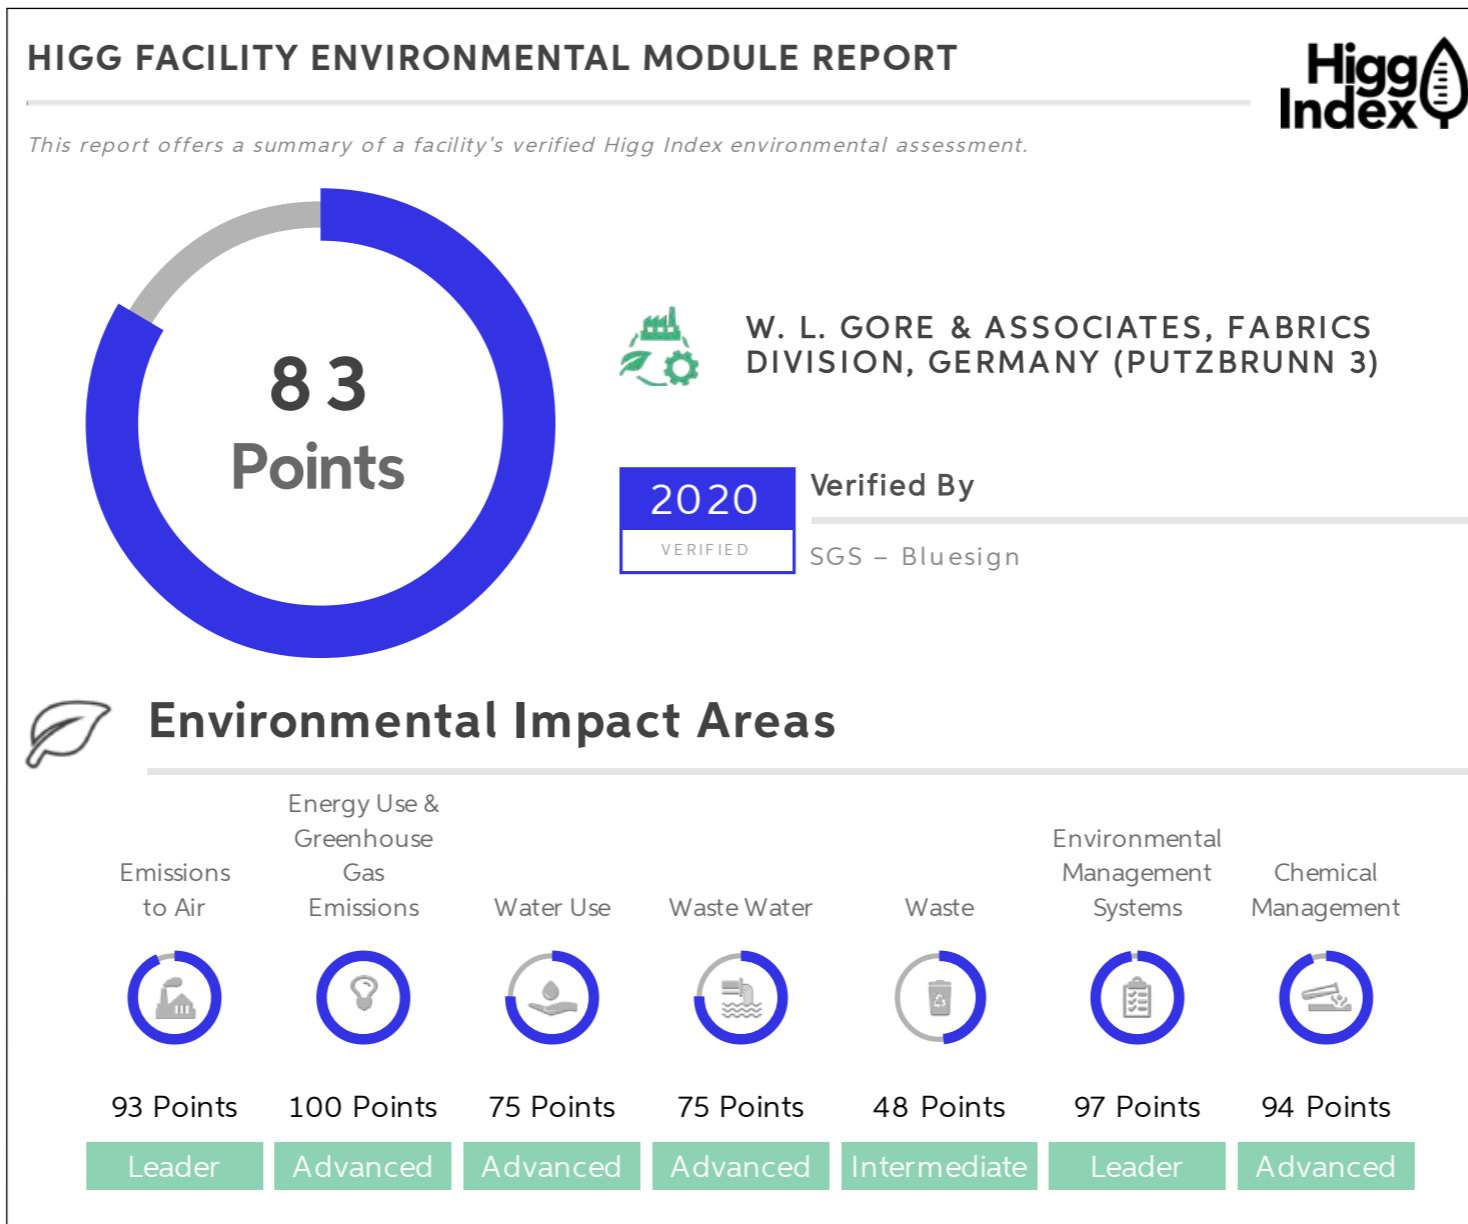 HIGG FACILITY ENVIRONMENTAL MODULE REPORT
Higg
Index
This report offers a summary of a facility's verified Higg Index environmental assessment.
83
Points
W. L. GORE & ASSOCIATES, FABRICS
DIVISION, GERMANY (PUTZBRUNN 3)
2020
VERIFIED
Verified By
SGS – Bluesign
Environmental Impact Areas
Emissions
to Air
93 Points
Leader
Energy Use &
Greenhouse
Gas
Emissions
100 Points
Advanced
Water Use
75 Points
Advanced
Waste Water
75 Points
Advanced
Waste
48 Points
Intermediate
Environmental
Management
Systems
97 Points
Leader
Chemical
Management
94 Points
Advanced